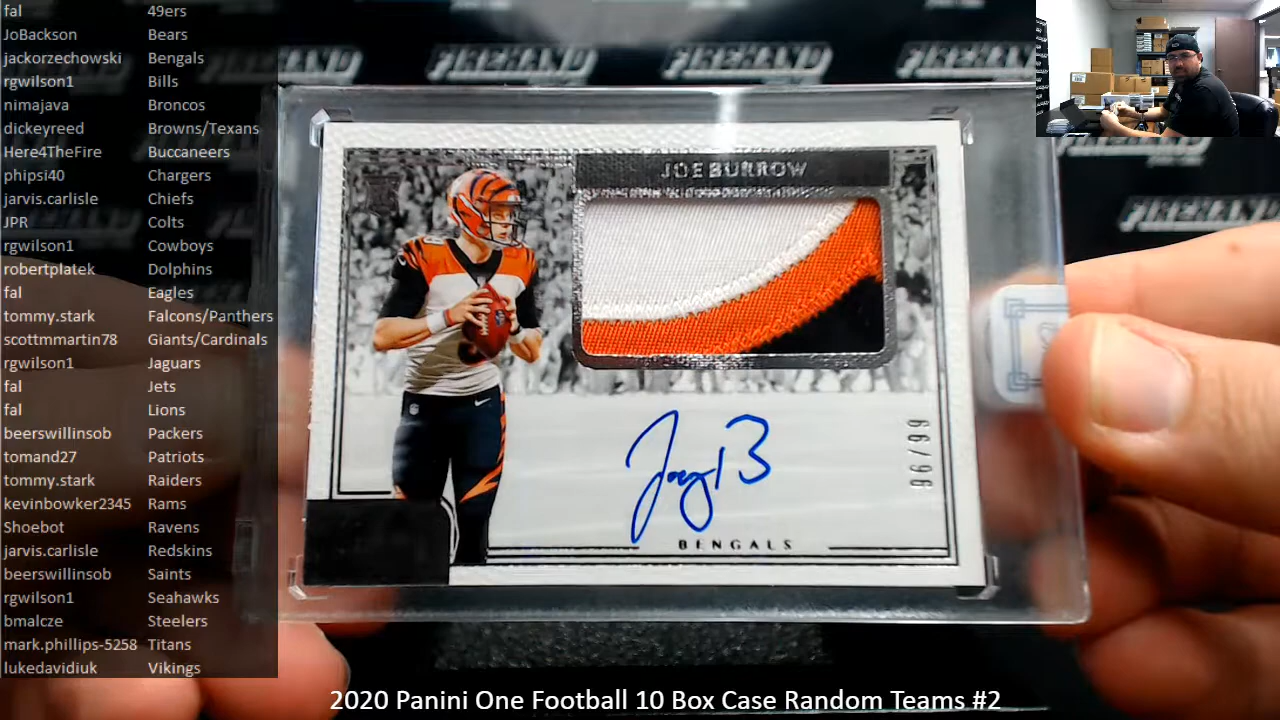 fal 49ers
JoBackson Bears
jackorzechowski Bengals
rgwilson1 Bills
nimajava Broncos
dickeyreed Browns/Texans
Here4TheFire Buccaneers
phipsi40 Chargers
jarvis.carlisle Chiefs
JPR Colts
rgwilson1 Cowboys
robertplatek Dolphins
fal Eagles
tommy.stark Falcons/Panthers
scottmmartin78 Giants/Cardinals
rgwilson1 Jaguars
fal Jets
fal Lions
beerswillinsob Packers
tomand27 Patriots
tommy.stark Raiders
kevinbowker2345 Rams
Shoebot Ravens
jarvis.carlisle Redskins
beerswillinsob Saints
rgwilson1 Seahawks
bmalcze Steelers
mark.phillips-5258 Titans
lukedavidiuk Vikings
FIREHAND FIREHAND FIREHAND
JOE BURROW
96/99
BENGALS
2020 Panini One Football 10 Box Case Random Teams #2